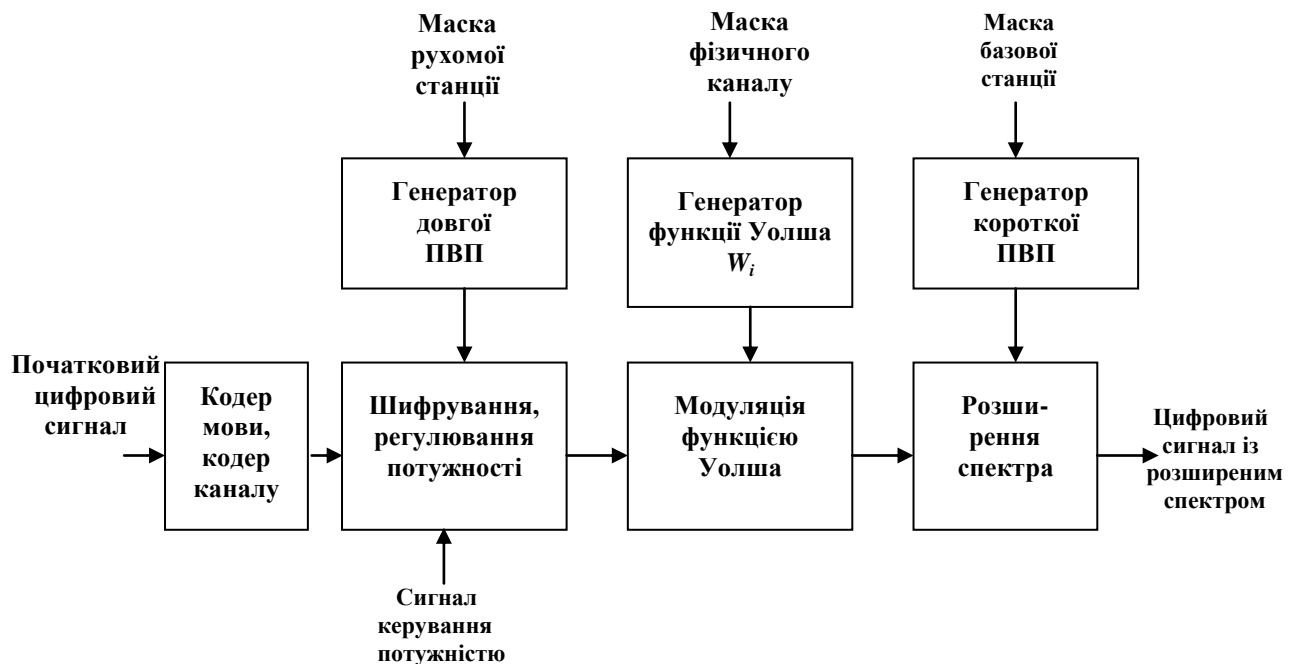 Маска
рухомої
станції
Маска
фізичного
каналу
Маска
базової
станції
Генератор
довгої
ПВП
Генератор
функції Уолша
Wᵢ
Генератор
короткої
ПВП
Початковий
цифровий
сигнал
Кодер
мови,
кодер
каналу
Шифрування,
регулювання
потужності
Модуляція
функцією
Уолша
Розши-
рення
спектра
Цифровий
сигнал із
розширеним
спектром
Сигнал
керування
потужністю